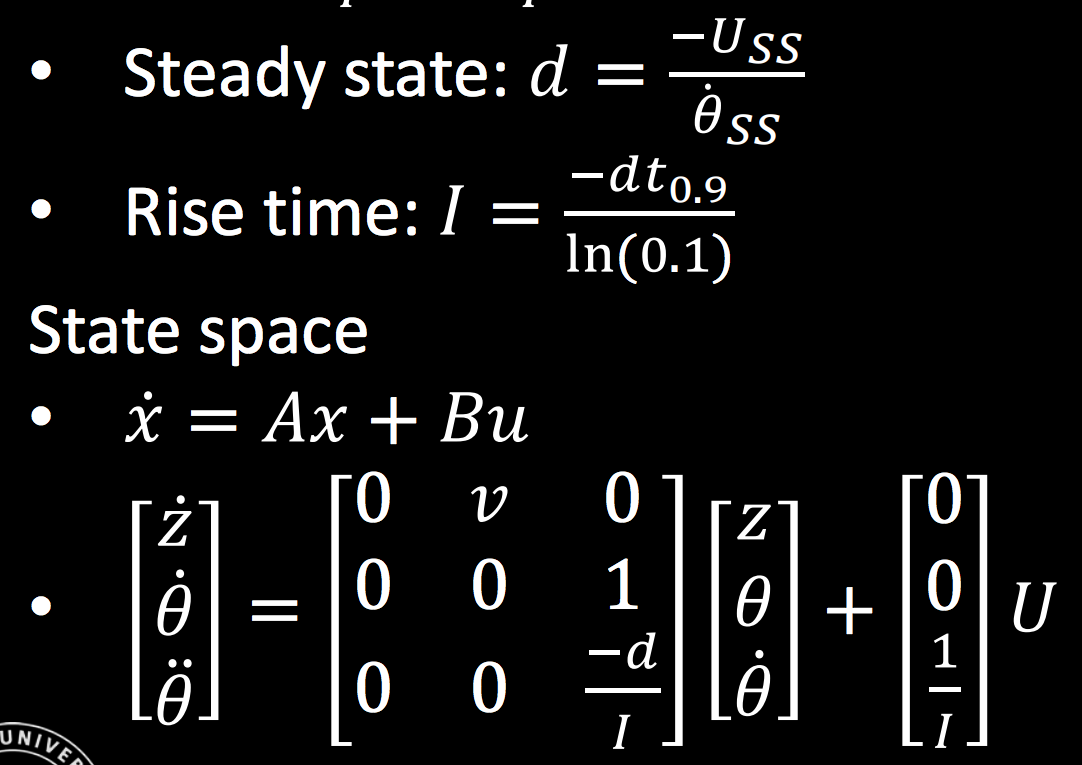 • Steady state: d = −U_SS / θ̇_SS
• Rise time: I = −dt_0.9 / ln(0.1)
State space
• ẋ = Ax + Bu
• [ż; θ̇; θ̈] = [0 v 0; 0 0 1; 0 0 −d/I] [z; θ; θ̇] + [0; 0; 1/I] U